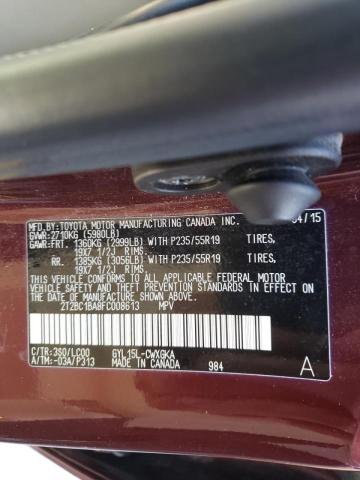 MFD. BY:TOYOTA MOTOR MANUFACTURING CANADA INC. 04/15
GVWR:2710KG (5980LB)
GAWR:FRT. 1360KG (2999LB) WITH P235/55R19 TIRES,
19X7 1/2J RIMS
RR. 1385KG (3056LB) WITH P235/55R19 TIRES,
19X7 1/2J RIMS
THIS VEHICLE CONFORMS TO ALL APPLICABLE FEDERAL
MOTOR VEHICLE SAFETY AND THEFT PREVENTION STANDARDS
IN EFFECT ON THE DATE OF MANUFACTURE SHOWN ABOVE.
2T2BC1BA8FC008613 MPV
C/TR:3S0/LC00 GYL15L-CWXGKA
A/TM:-03A/P313 MADE IN CANADA 984 A